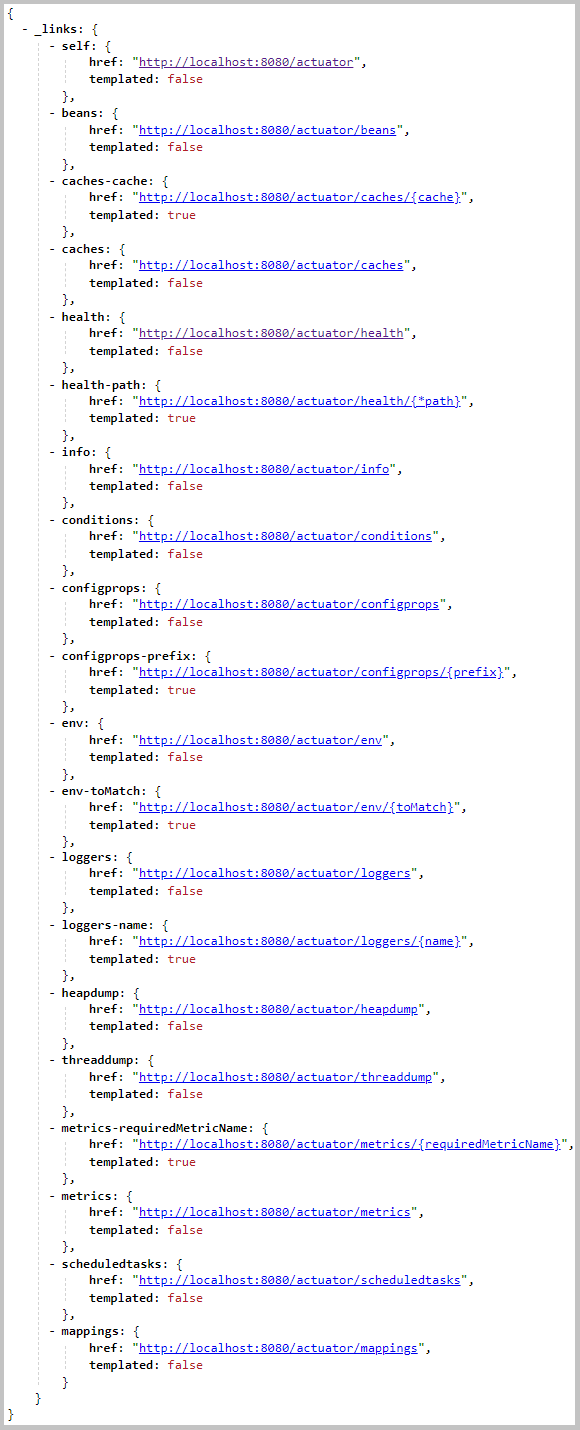 {
- _links: {
- self: {
href: "http://localhost:8080/actuator",
templated: false
},
- beans: {
href: "http://localhost:8080/actuator/beans",
templated: false
},
- caches-cache: {
href: "http://localhost:8080/actuator/caches/{cache}",
templated: true
},
- caches: {
href: "http://localhost:8080/actuator/caches",
templated: false
},
- health: {
href: "http://localhost:8080/actuator/health",
templated: false
},
- health-path: {
href: "http://localhost:8080/actuator/health/{*path}",
templated: true
},
- info: {
href: "http://localhost:8080/actuator/info",
templated: false
},
- conditions: {
href: "http://localhost:8080/actuator/conditions",
templated: false
},
- configprops: {
href: "http://localhost:8080/actuator/configprops",
templated: false
},
- configprops-prefix: {
href: "http://localhost:8080/actuator/configprops/{prefix}",
templated: true
},
- env: {
href: "http://localhost:8080/actuator/env",
templated: false
},
- env-toMatch: {
href: "http://localhost:8080/actuator/env/{toMatch}",
templated: true
},
- loggers: {
href: "http://localhost:8080/actuator/loggers",
templated: false
},
- loggers-name: {
href: "http://localhost:8080/actuator/loggers/{name}",
templated: true
},
- heapdump: {
href: "http://localhost:8080/actuator/heapdump",
templated: false
},
- threaddump: {
href: "http://localhost:8080/actuator/threaddump",
templated: false
},
- metrics-requiredMetricName: {
href: "http://localhost:8080/actuator/metrics/{requiredMetricName}",
templated: true
},
- metrics: {
href: "http://localhost:8080/actuator/metrics",
templated: false
},
- scheduledtasks: {
href: "http://localhost:8080/actuator/scheduledtasks",
templated: false
},
- mappings: {
href: "http://localhost:8080/actuator/mappings",
templated: false
}
}
}